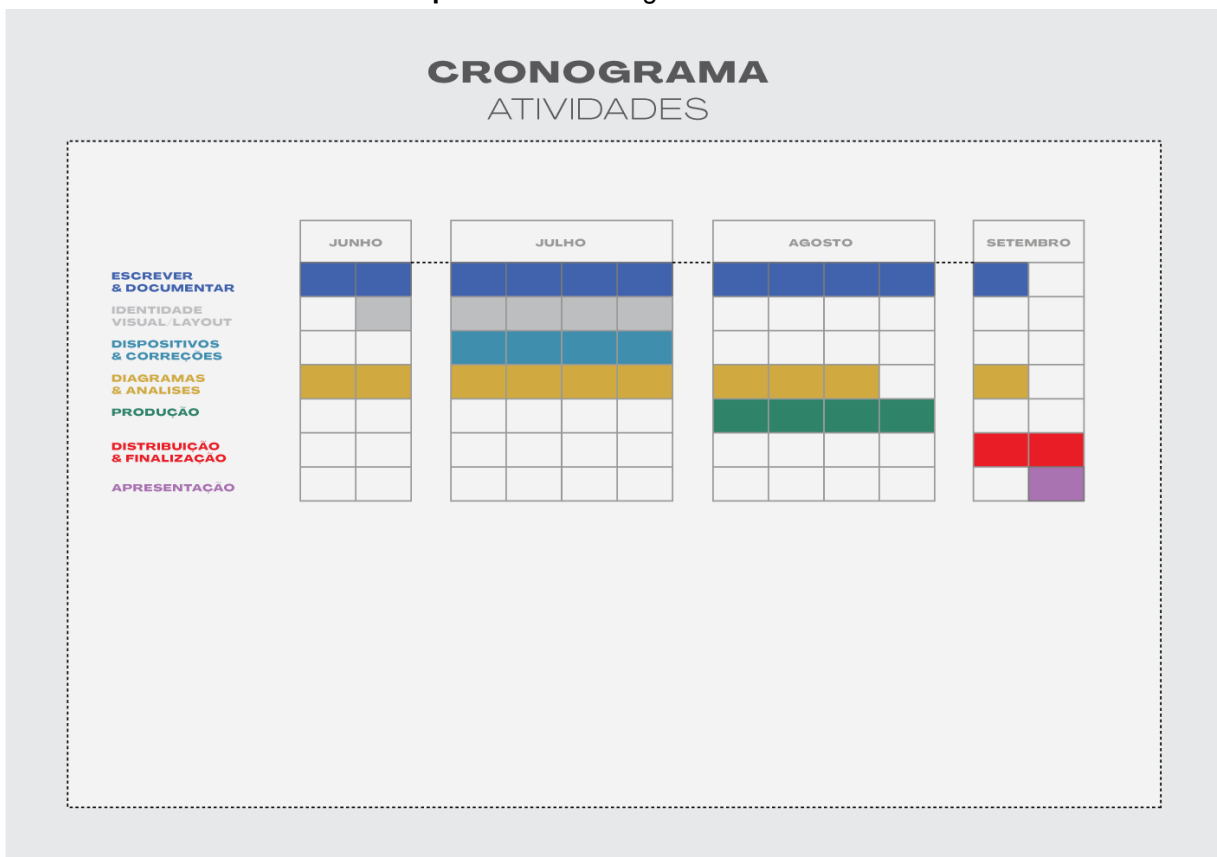 CRONOGRAMA
ATIVIDADES
JUNHO
JULHO
AGOSTO
SETEMBRO
ESCREVER
& DOCUMENTAR
IDENTIDADE
VISUAL/LAYOUT
DISPOSITIVOS
& CORREÇÕES
DIAGRAMAS
& ANALISES
PRODUÇÃO
DISTRIBUIÇÃO
& FINALIZAÇÃO
APRESENTAÇÃO